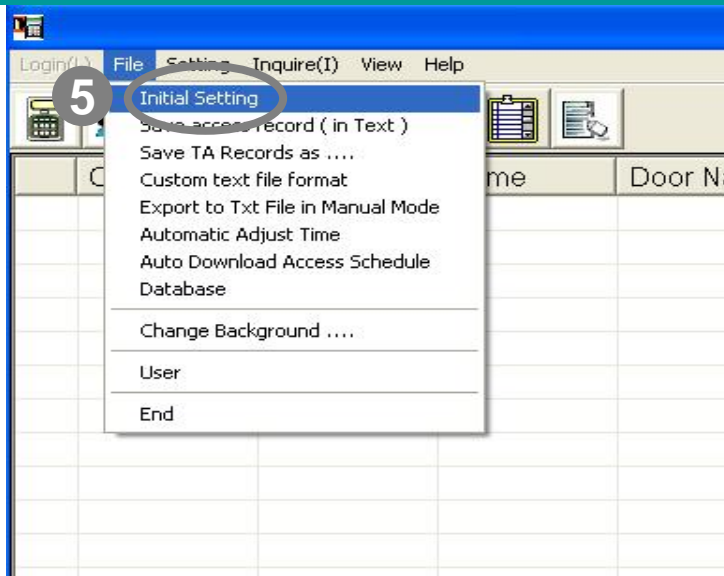 Login(L) File Setting Inquire(I) View Help
5
Initial Setting
Save access record ( in Text )
Save TA Records as ....
Custom text file format
Export to Txt File in Manual Mode
Automatic Adjust Time
Auto Download Access Schedule
Database
Change Background ....
User
End
C me Door Na